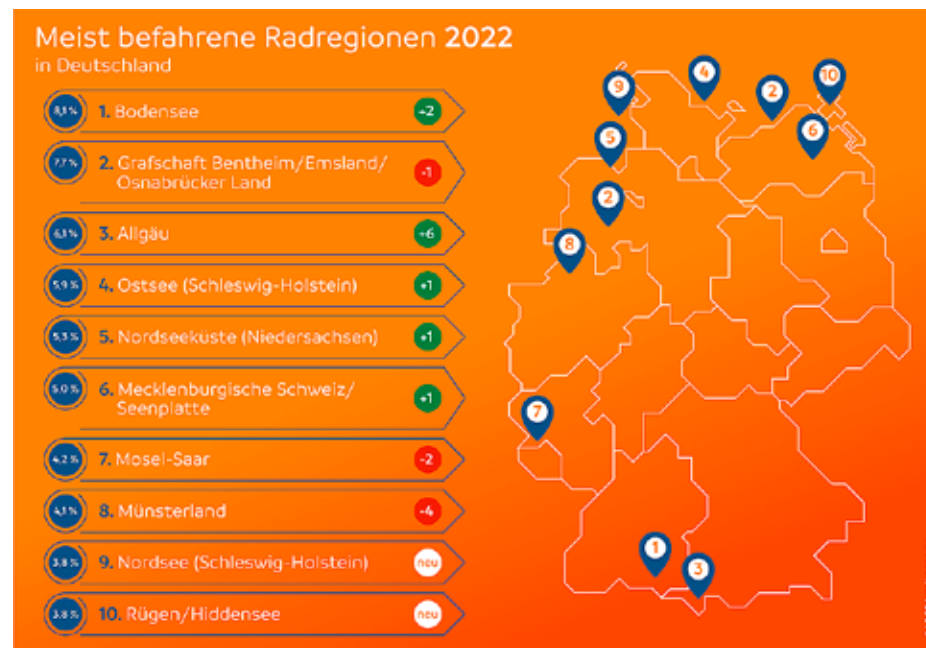 Meist befahrene Radregionen 2022
in Deutschland
8,1 % 1. Bodensee +2
7,7 % 2. Grafschaft Bentheim/Emsland/
Osnabrücker Land -1
6,1 % 3. Allgäu +6
5,9 % 4. Ostsee (Schleswig-Holstein) +1
5,3 % 5. Nordseeküste (Niedersachsen) +1
5,0 % 6. Mecklenburgische Schweiz/
Seenplatte +1
4,2 % 7. Mosel-Saar -2
4,1 % 8. Münsterland -4
3,8 % 9. Nordsee (Schleswig-Holstein) neu
3,8 % 10. Rügen/Hiddensee neu
9
4
2
10
5
6
2
8
7
1
3